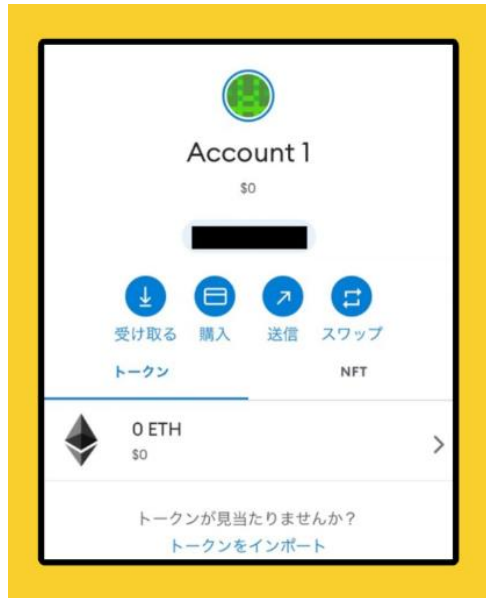 Account 1
$0
受け取る 購入 送信 スワップ
トークン NFT
0 ETH
$0
トークンが見当たりませんか？
トークンをインポート